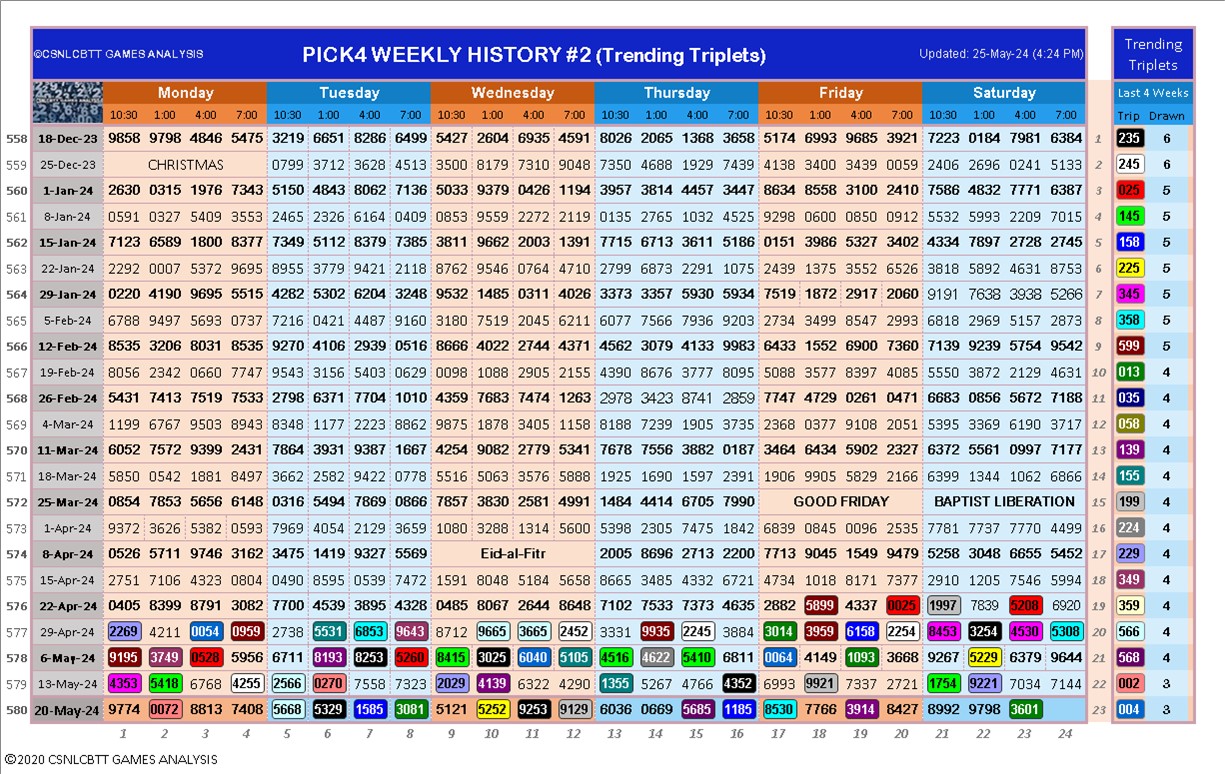 ©CSNLCBTT GAMES ANALYSIS PICK4 WEEKLY HISTORY #2 (Trending Triplets) Updated: 25-May-24 (4:24 PM) Trending
Triplets
Monday Tuesday Wednesday Thursday Friday Saturday Last 4 Weeks
10:30 1:00 4:00 7:00 10:30 1:00 4:00 7:00 10:30 1:00 4:00 7:00 10:30 1:00 4:00 7:00 10:30 1:00 4:00 7:00 10:30 1:00 4:00 7:00 Trip Drawn
558 18-Dec-23 9858 9798 4846 5475 3219 6651 8286 6499 5427 2604 6935 4591 8026 2065 1368 3658 5174 6993 9685 3921 7223 0184 7981 6384 1 235 6
559 25-Dec-23 CHRISTMAS 0799 3712 3628 4513 6500 8179 7310 9048 7350 4688 1929 7439 4138 3400 3439 0059 2406 2696 0241 5133 2 245 6
560 1-Jan-24 2630 0315 1976 7343 5150 4843 8062 7136 5033 9379 0426 1194 3957 3814 4457 3447 8634 8558 3100 2410 7586 4832 7771 6387 3 025 5
561 8-Jan-24 0591 0327 5409 3553 2465 2326 6164 0409 0853 9559 2272 2119 0135 2765 1032 4525 9298 0600 0850 0912 5532 5993 2209 7015 4 145 5
562 15-Jan-24 7123 6589 1800 8377 7349 5112 8379 7385 3811 9662 2003 1391 7715 6713 3611 5186 0151 3986 5327 3402 4334 7897 2728 2745 5 158 5
563 22-Jan-24 2292 0007 5372 9695 8955 3779 9421 2118 8762 9546 0764 4710 2799 6873 2291 1075 2439 1375 3552 6526 3818 5892 4631 8753 6 225 5
564 29-Jan-24 0220 4190 9695 5515 4282 5302 6204 3248 9532 1485 0311 4026 3373 3357 5930 5934 7519 1872 2917 2060 9191 7638 3938 5266 7 345 5
565 5-Feb-24 6788 9497 5693 0737 7216 0421 4487 9160 3180 7519 2045 6211 6077 7566 7936 9203 2734 3499 8547 2993 6818 2969 5157 2873 8 358 5
566 12-Feb-24 8535 3206 8031 8535 9270 4106 2939 0516 8666 4022 2744 4371 4562 3079 4133 9983 6433 1552 6900 7360 7139 9239 5754 9542 9 599 5
567 19-Feb-24 8056 2342 0660 7747 9543 3156 5403 0629 0098 1088 2905 2155 4390 8676 3777 8095 5088 3577 8397 4085 5550 3872 2129 4631 10 013 4
568 26-Feb-24 5431 7413 7519 7533 2798 6371 7704 1010 4359 7683 7474 1263 2978 3423 8741 2859 7747 4729 0261 0471 6683 0856 5672 7188 11 035 4
569 4-Mar-24 1199 6767 9503 8943 8348 1177 2223 8862 9875 1878 3405 1158 8188 7239 1905 3735 2368 0377 9108 2051 5395 3369 6190 3717 12 058 4
570 11-Mar-24 6052 7572 9399 2431 7864 3931 9387 1667 4254 9082 2779 5341 7678 7556 3882 0187 3464 6434 5902 2327 6372 5561 0997 7177 13 139 4
571 18-Mar-24 5850 0542 1881 8497 3662 2582 9422 0778 5516 5063 3576 5888 1925 1690 1557 2391 1906 9905 5825 2166 6399 1344 1062 6866 14 155 4
572 25-Mar-24 0854 7853 5656 6148 0316 5494 7869 0866 7857 3830 2581 4991 1484 4414 6705 7990 GOOD FRIDAY BAPTIST LIBERATION 15 199 4
573 1-Apr-24 9372 3626 5382 0593 7969 4054 2129 3659 1080 3288 1314 5600 5398 2305 7475 1842 6839 0845 0096 2535 7781 7737 7770 4499 16 224 4
574 8-Apr-24 0526 5711 9746 3162 3475 1419 9327 5569 Eid-al-Fitr 2005 8696 2713 2200 7713 9045 1549 9479 5258 3048 6655 5452 17 229 4
575 15-Apr-24 2751 7106 4323 0804 0490 8595 0539 7472 1591 8048 5184 5658 8665 3485 4332 6721 4734 1018 8171 7377 2910 1205 7546 5994 18 349 4
576 22-Apr-24 0405 8399 8791 3082 7700 4539 3895 4328 0485 8067 2644 8648 7102 7533 7373 4635 2882 5899 4337 0025 1997 7839 5208 6920 19 359 4
577 29-Apr-24 2269 4211 0054 0959 2738 5531 6853 9643 8712 9665 3665 2452 3331 9935 2245 3884 3014 3959 6158 2254 8453 3254 4530 5308 20 566 4
578 6-May-24 9195 3749 0528 5956 6711 8193 8253 5260 8415 3025 6040 5105 4516 4622 5410 6811 0064 4149 1093 3668 9267 5229 6379 9644 21 568 4
579 13-May-24 4353 5418 6768 4255 2566 0270 7558 7323 2029 4139 6322 4290 1355 5267 4766 4352 6993 9921 7767 2721 1754 9221 7034 7144 22 002 3
580 20-May-24 9774 0072 8813 7408 5668 5329 1585 3081 5121 5252 9253 9129 6036 0669 5685 1185 8530 7766 3914 8427 8992 9798 3601 23 004 3
1 2 3 4 5 6 7 8 9 10 11 12 13 14 15 16 17 18 19 20 21 22 23 24
©2020 CSNLCBTT GAMES ANALYSIS